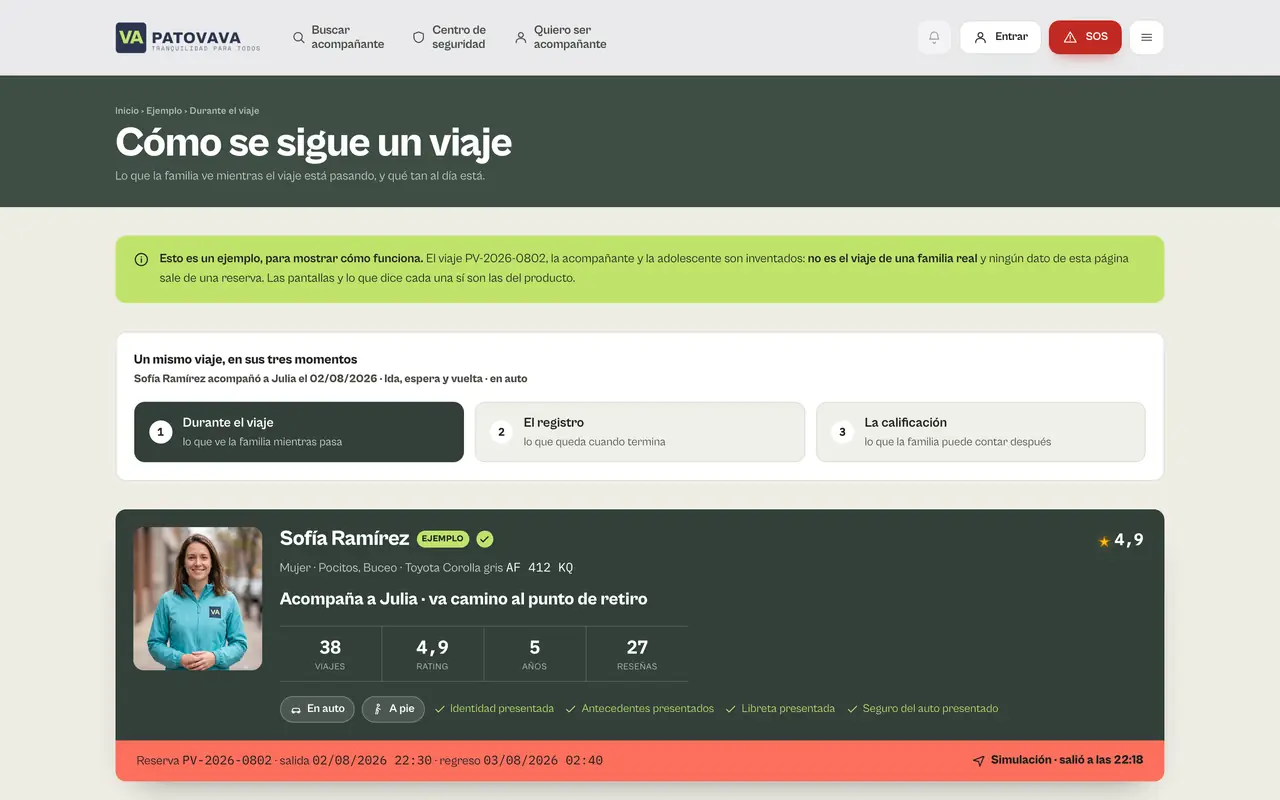 VA PATOVAVA
TRANQUILIDAD PARA TODOS
Buscar
acompañante
Centro de
seguridad
Quiero ser
acompañante
Entrar
SOS
Inicio › Ejemplo › Durante el viaje
Cómo se sigue un viaje
Lo que la familia ve mientras el viaje está pasando, y qué tan al día está.
Esto es un ejemplo, para mostrar cómo funciona. El viaje PV-2026-0802, la acompañante y la adolescente son inventados: no es el viaje de una familia real y ningún dato de esta página
sale de una reserva. Las pantallas y lo que dice cada una sí son las del producto.
Un mismo viaje, en sus tres momentos
Sofía Ramírez acompañó a Julia el 02/08/2026 · Ida, espera y vuelta · en auto
1
Durante el viaje
lo que ve la familia mientras pasa
2
El registro
lo que queda cuando termina
3
La calificación
lo que la familia puede contar después
Sofía Ramírez EJEMPLO
4,9
Mujer · Pocitos, Buceo · Toyota Corolla gris AF 412 KQ
Acompaña a Julia · va camino al punto de retiro
38
VIAJES
4,9
RATING
5
AÑOS
27
RESEÑAS
En auto
A pie
Identidad presentada
Antecedentes presentados
Libreta presentada
Seguro del auto presentado
VA
Reserva PV-2026-0802 · salida 02/08/2026 22:30 · regreso 03/08/2026 02:40
Simulación · salió a las 22:18